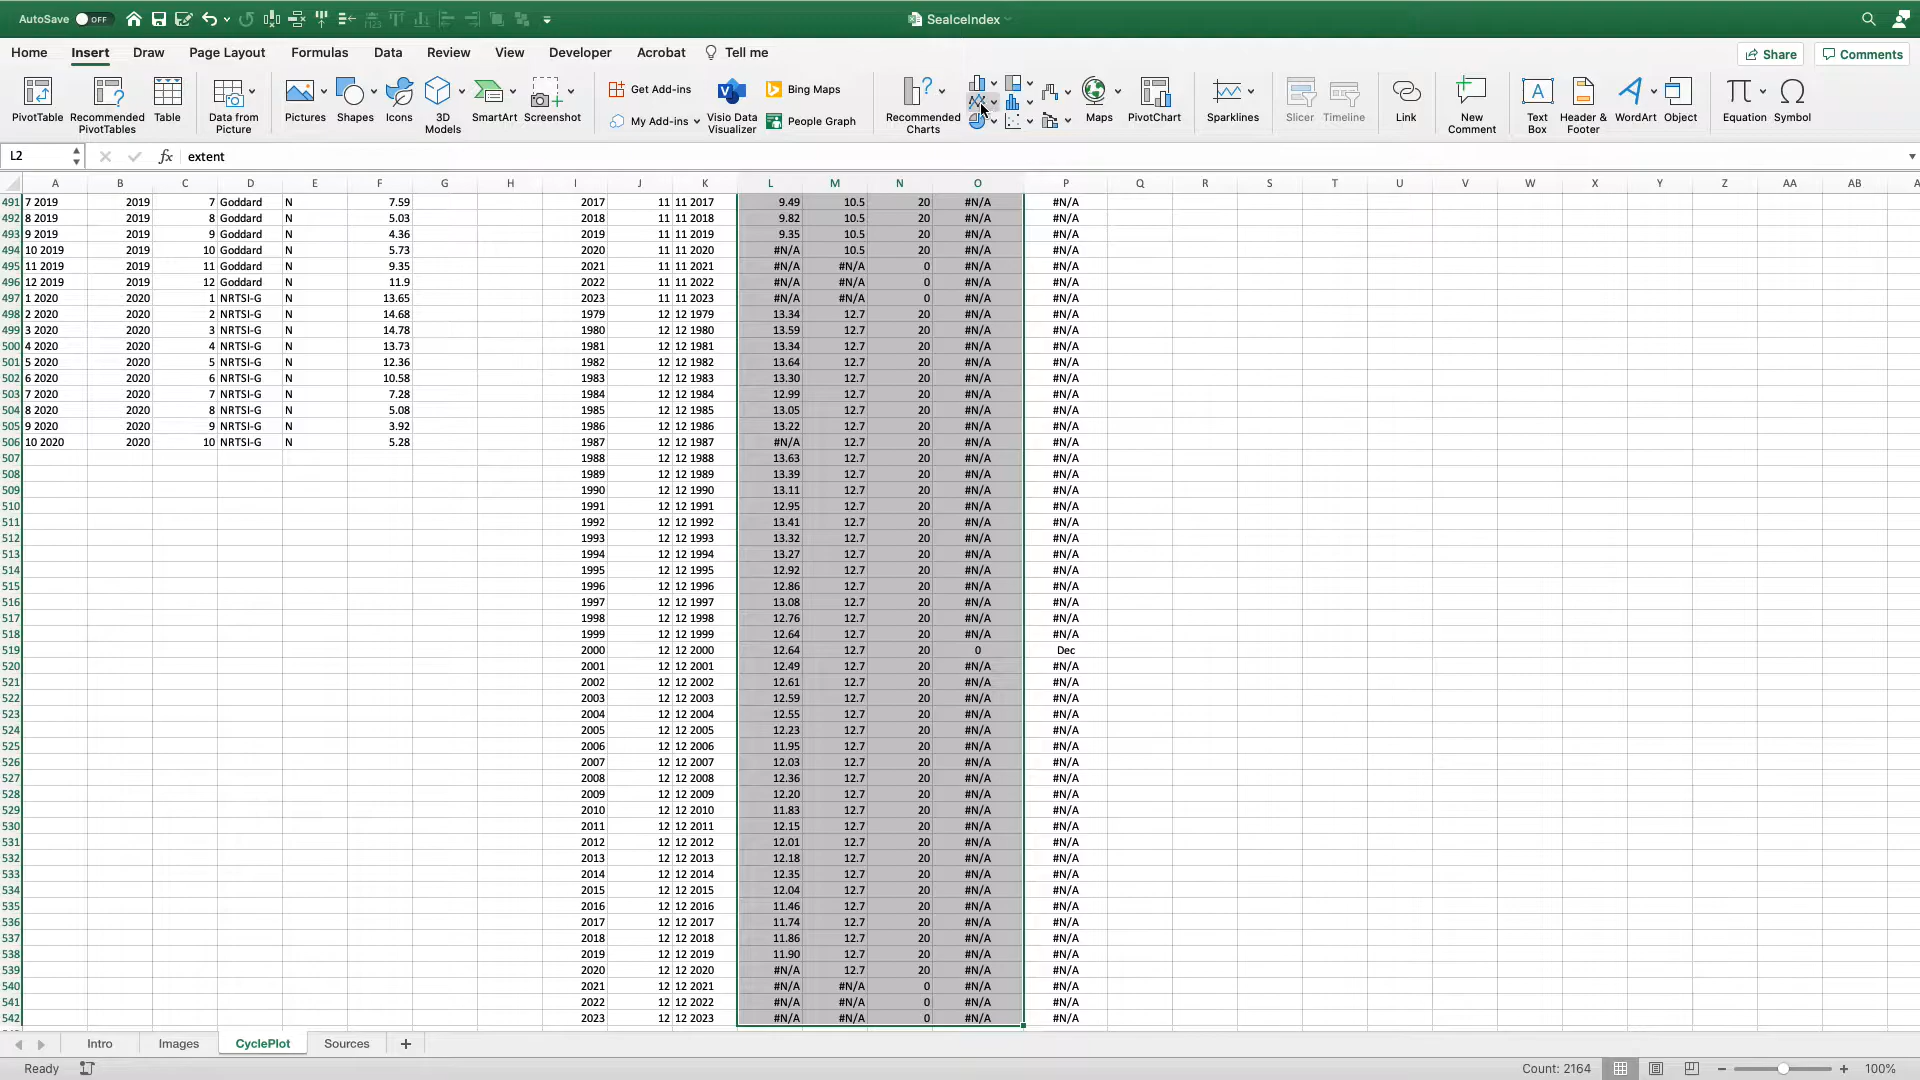 AutoSave OFF SeaIceIndex
Home Insert Draw Page Layout Formulas Data Review View Developer Acrobat Tell me Share Comments
PivotTable Recommended PivotTables Table Data from Picture Pictures Shapes Icons 3D Models SmartArt Screenshot Get Add-ins My Add-ins Visio Data Visualizer Bing Maps People Graph Recommended Charts Maps PivotChart Sparklines Slicer Timeline Link New Comment Text Box Header & Footer WordArt Object Equation Symbol
L2 fx extent
A B C D E F G H I J K L M N O P Q R S T U V W X Y Z AA AB A
491 7 2019 2019 7 Goddard N 7.59 2017 11 11 2017 9.49 10.5 20 #N/A #N/A
492 8 2019 2019 8 Goddard N 5.03 2018 11 11 2018 9.82 10.5 20 #N/A #N/A
493 9 2019 2019 9 Goddard N 4.36 2019 11 11 2019 9.35 10.5 20 #N/A #N/A
494 10 2019 2019 10 Goddard N 5.73 2020 11 11 2020 #N/A 10.5 20 #N/A #N/A
495 11 2019 2019 11 Goddard N 9.35 2021 11 11 2021 #N/A #N/A 0 #N/A #N/A
496 12 2019 2019 12 Goddard N 11.9 2022 11 11 2022 #N/A #N/A 0 #N/A #N/A
497 1 2020 2020 1 NRTSI-G N 13.65 2023 11 11 2023 #N/A #N/A 0 #N/A #N/A
498 2 2020 2020 2 NRTSI-G N 14.68 1979 12 12 1979 13.34 12.7 20 #N/A #N/A
499 3 2020 2020 3 NRTSI-G N 14.78 1980 12 12 1980 13.59 12.7 20 #N/A #N/A
500 4 2020 2020 4 NRTSI-G N 13.73 1981 12 12 1981 13.34 12.7 20 #N/A #N/A
501 5 2020 2020 5 NRTSI-G N 12.36 1982 12 12 1982 13.64 12.7 20 #N/A #N/A
502 6 2020 2020 6 NRTSI-G N 10.58 1983 12 12 1983 13.30 12.7 20 #N/A #N/A
503 7 2020 2020 7 NRTSI-G N 7.28 1984 12 12 1984 12.99 12.7 20 #N/A #N/A
504 8 2020 2020 8 NRTSI-G N 5.08 1985 12 12 1985 13.05 12.7 20 #N/A #N/A
505 9 2020 2020 9 NRTSI-G N 3.92 1986 12 12 1986 13.22 12.7 20 #N/A #N/A
506 10 2020 2020 10 NRTSI-G N 5.28 1987 12 12 1987 #N/A 12.7 20 #N/A #N/A
507 1988 12 12 1988 13.63 12.7 20 #N/A #N/A
508 1989 12 12 1989 13.39 12.7 20 #N/A #N/A
509 1990 12 12 1990 13.11 12.7 20 #N/A #N/A
510 1991 12 12 1991 12.95 12.7 20 #N/A #N/A
511 1992 12 12 1992 13.41 12.7 20 #N/A #N/A
512 1993 12 12 1993 13.32 12.7 20 #N/A #N/A
513 1994 12 12 1994 13.27 12.7 20 #N/A #N/A
514 1995 12 12 1995 12.92 12.7 20 #N/A #N/A
515 1996 12 12 1996 12.86 12.7 20 #N/A #N/A
516 1997 12 12 1997 13.08 12.7 20 #N/A #N/A
517 1998 12 12 1998 12.76 12.7 20 #N/A #N/A
518 1999 12 12 1999 12.64 12.7 20 #N/A #N/A
519 2000 12 12 2000 12.64 12.7 20 0 Dec
520 2001 12 12 2001 12.49 12.7 20 #N/A #N/A
521 2002 12 12 2002 12.61 12.7 20 #N/A #N/A
522 2003 12 12 2003 12.59 12.7 20 #N/A #N/A
523 2004 12 12 2004 12.55 12.7 20 #N/A #N/A
524 2005 12 12 2005 12.23 12.7 20 #N/A #N/A
525 2006 12 12 2006 11.95 12.7 20 #N/A #N/A
526 2007 12 12 2007 12.03 12.7 20 #N/A #N/A
527 2008 12 12 2008 12.36 12.7 20 #N/A #N/A
528 2009 12 12 2009 12.20 12.7 20 #N/A #N/A
529 2010 12 12 2010 11.83 12.7 20 #N/A #N/A
530 2011 12 12 2011 12.15 12.7 20 #N/A #N/A
531 2012 12 12 2012 12.01 12.7 20 #N/A #N/A
532 2013 12 12 2013 12.18 12.7 20 #N/A #N/A
533 2014 12 12 2014 12.35 12.7 20 #N/A #N/A
534 2015 12 12 2015 12.04 12.7 20 #N/A #N/A
535 2016 12 12 2016 11.46 12.7 20 #N/A #N/A
536 2017 12 12 2017 11.74 12.7 20 #N/A #N/A
537 2018 12 12 2018 11.86 12.7 20 #N/A #N/A
538 2019 12 12 2019 11.90 12.7 20 #N/A #N/A
539 2020 12 12 2020 #N/A 12.7 20 #N/A #N/A
540 2021 12 12 2021 #N/A #N/A 0 #N/A #N/A
541 2022 12 12 2022 #N/A #N/A 0 #N/A #N/A
542 2023 12 12 2023 #N/A #N/A 0 #N/A #N/A
Intro Images CyclePlot Sources +
Ready Count: 2164 100%